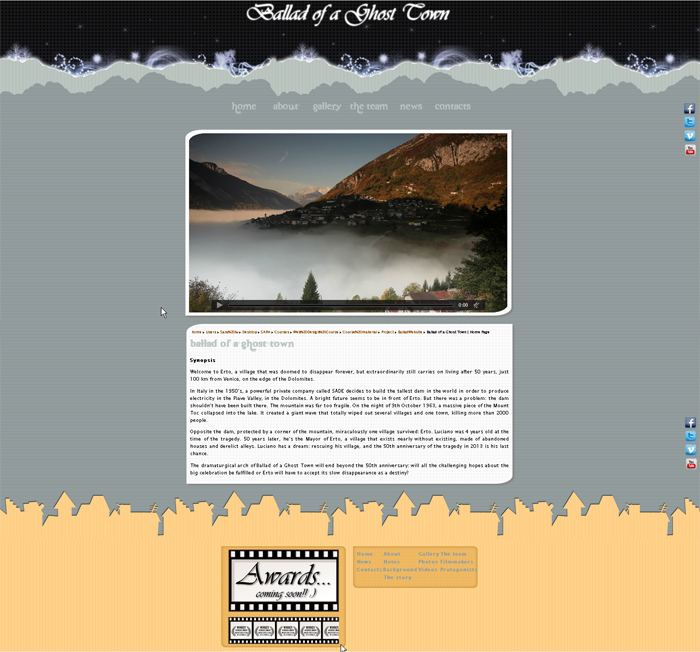 Ballad of a Ghost Town
home about gallery the team news contacts
0:00
Ballad of a Ghost Town | Home Page
ballad of a ghost town
Synopsis
Welcome to Erto, a village that was doomed to disappear forever, but extraordinarily still carries on living after 50 years, just
100 km from Venice, on the edge of the Dolomites.
In Italy in the 1950's, a powerful private company called SADE decides to build the tallest dam in the world in order to produce
electricity in the Piave Valley, in the Dolomites. A bright future seems to be in front of Erto. But there was a problem: the dam
shouldn't have been built there. The mountain was far too fragile. On the night of 9th October 1963, a massive piece of the Mount
Toc collapsed into the lake. It created a giant wave that totally wiped out several villages and one town, killing more than 2000
people.
Opposite the dam, protected by a corner of the mountain, miraculously one village survived: Erto. Luciano was 4 years old at the
time of the tragedy. 50 years later, he's the Mayor of Erto, a village that exists nearly without existing, made of abandoned
houses and derelict alleys. Luciano has a dream: rescuing his village, and the 50th anniversary of the tragedy in 2013 is his last
chance.
The dramaturgical arch of Ballad of a Ghost Town will end beyond the 50th anniversary: will all the challenging hopes about the
big celebration be fulfilled or Erto will have to accept its slow disappearance as a destiny?
Awards...
coming soon!! :)
Home About Gallery The team
News Notes Photos Filmmakers
Contacts Background Videos Protagonists
The story